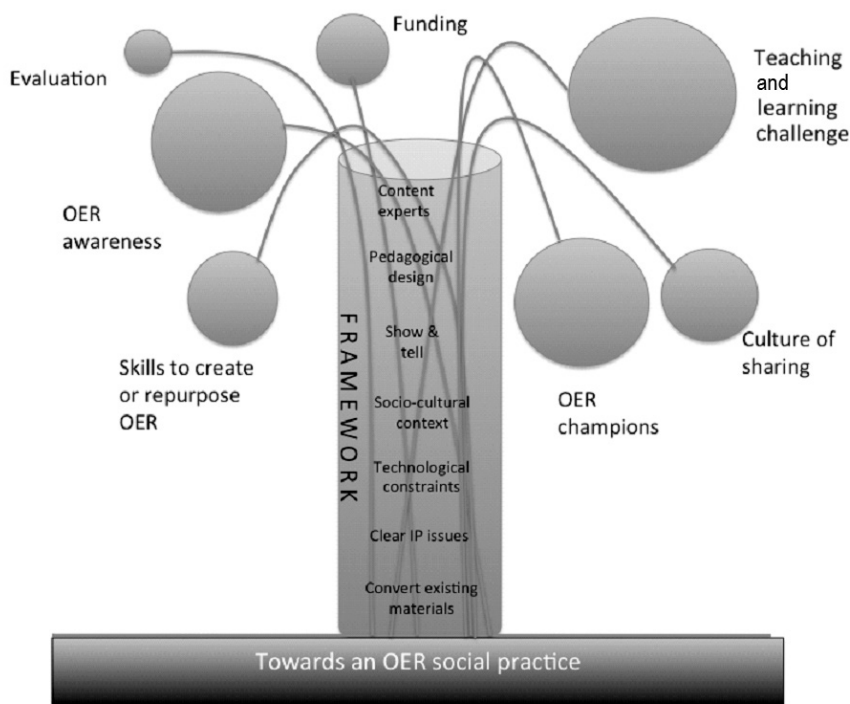 Funding
Evaluation
Teaching
and
learning
challenge
OER
awareness
Skills to create
or repurpose
OER
Culture of
sharing
OER
champions
FRAMEWORK
Content
experts
Pedagogical
design
Show &
tell
Socio-cultural
context
Technological
constraints
Clear IP issues
Convert existing
materials
Towards an OER social practice